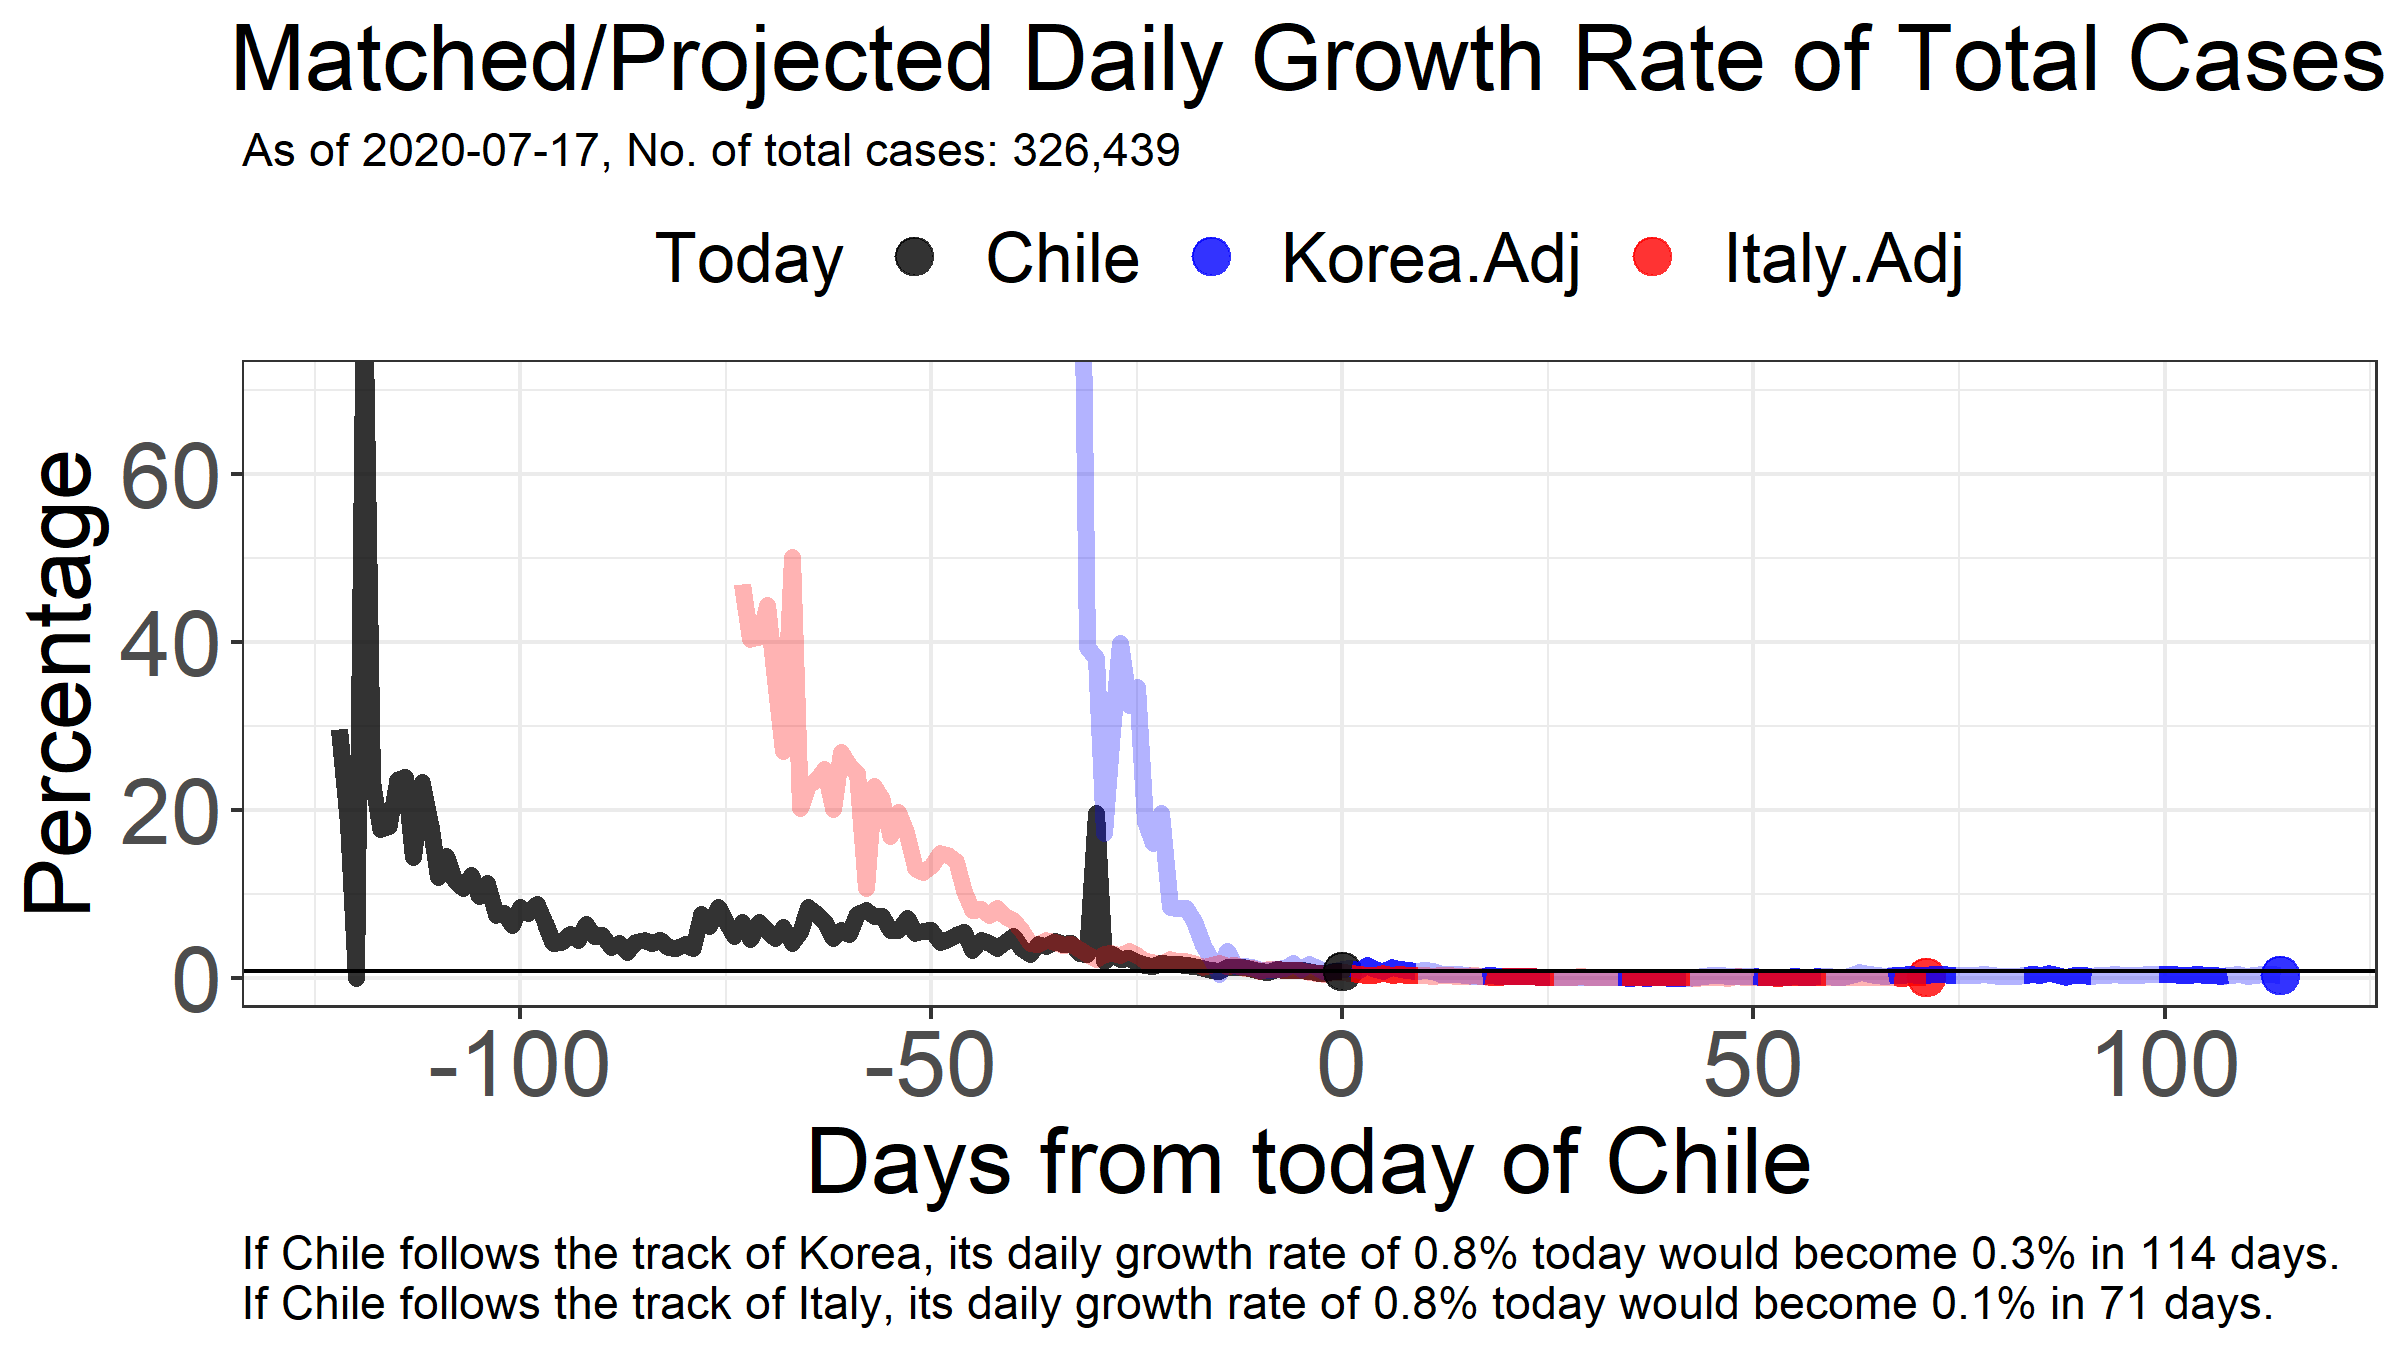 Matched/Projected Daily Growth Rate of Total Cases
As of 2020-07-17, No. of total cases: 326,439
Today Chile Korea.Adj Italy.Adj
Percentage
60
40
20
0
-100 -50 0 50 100
Days from today of Chile
If Chile follows the track of Korea, its daily growth rate of 0.8% today would become 0.3% in 114 days.
If Chile follows the track of Italy, its daily growth rate of 0.8% today would become 0.1% in 71 days.